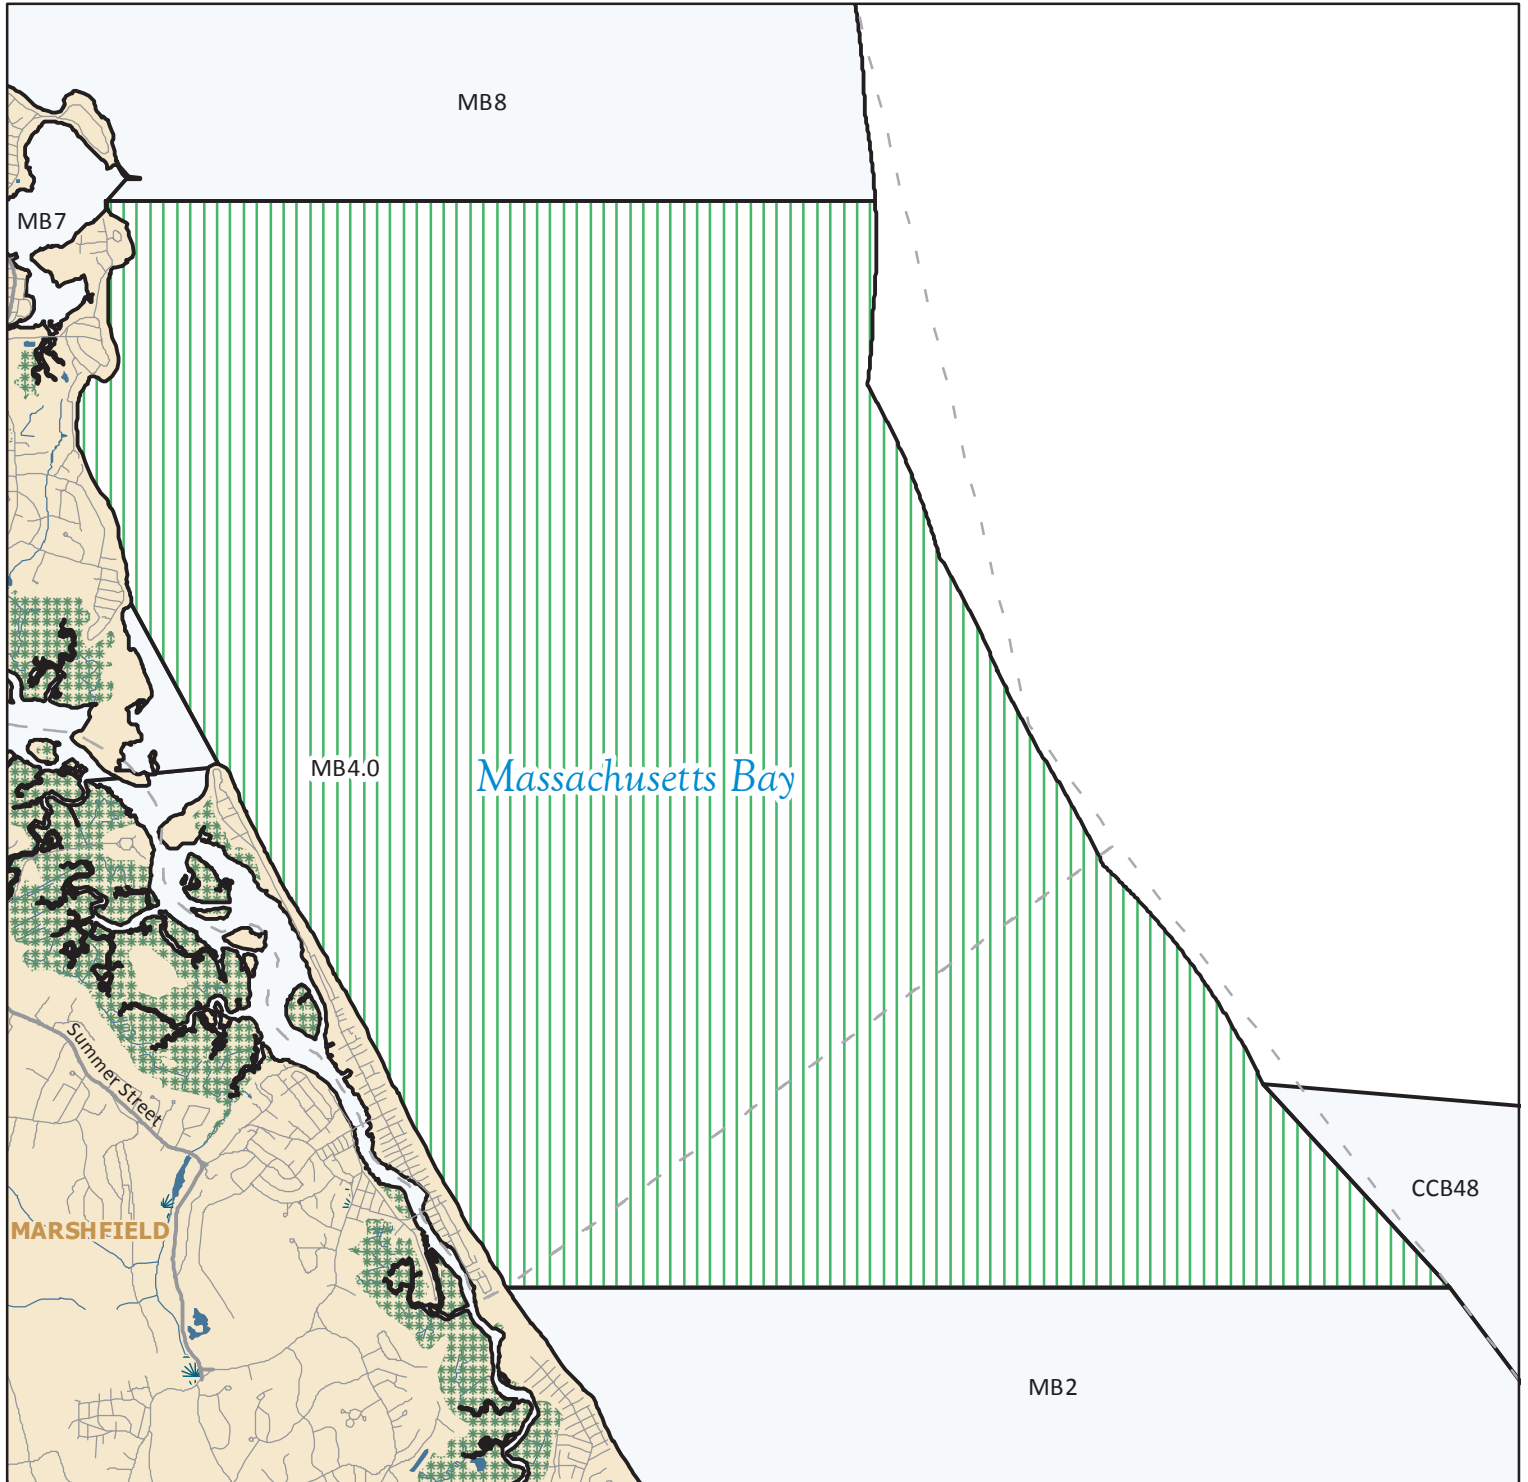 MB8
MB7
MB4.0
Massachusetts Bay
Summer Street
CCB48
MARSHFIELD
MB2